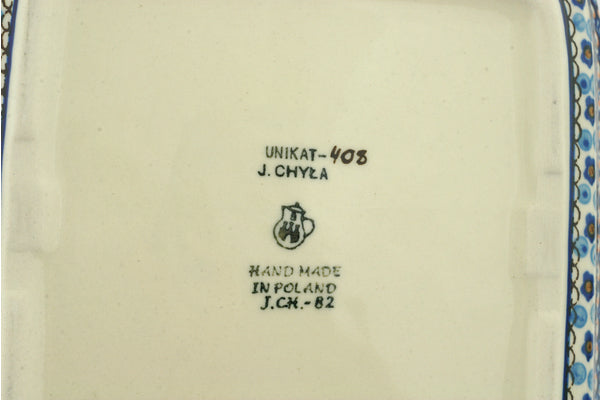 UNIKAT-408
J. CHYŁA
HAND MADE
IN POLAND
J.CH.-82